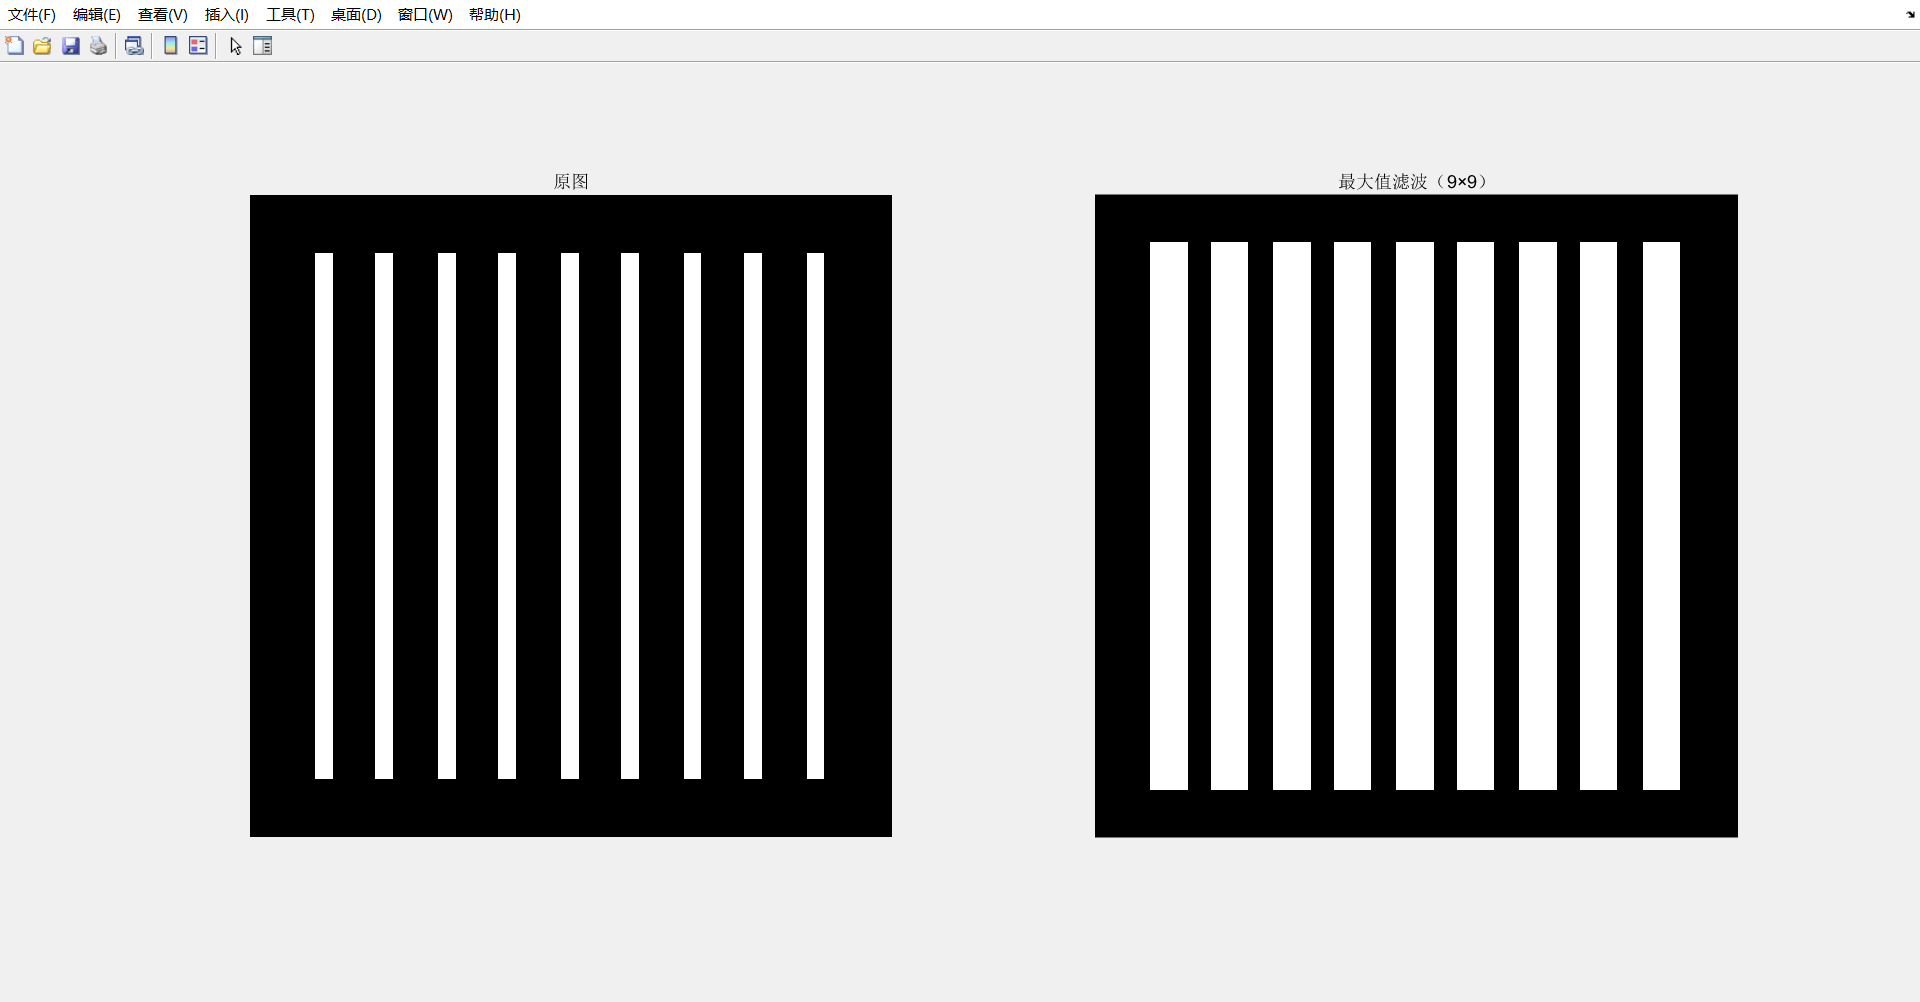 文件(F) 编辑(E) 查看(V) 插入(I) 工具(T) 桌面(D) 窗口(W) 帮助(H)
原图
最大值滤波（9×9）